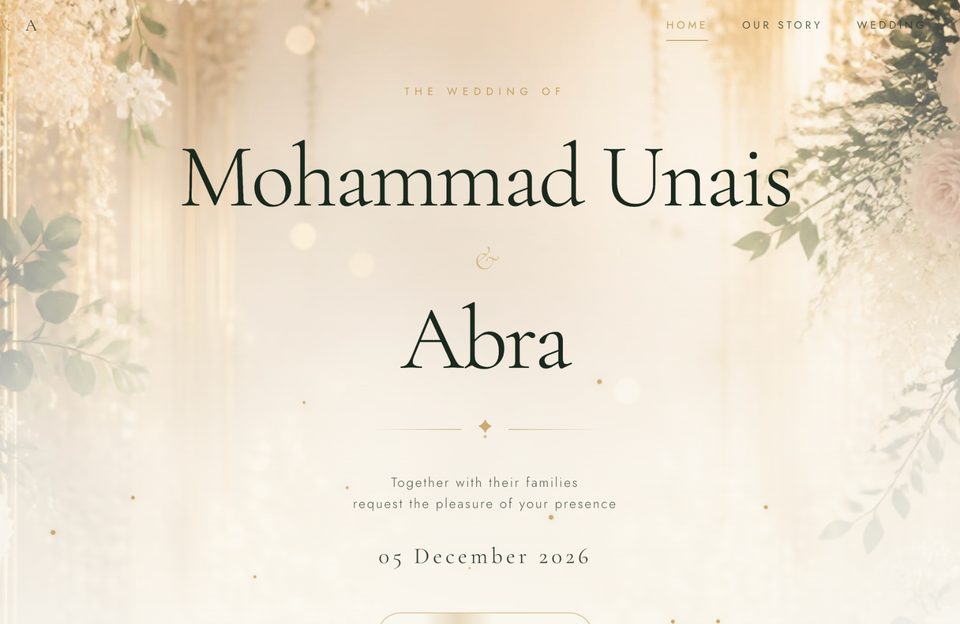 & A
HOME OUR STORY WEDDING
THE WEDDING OF
Mohammad Unais
&
Abra
Together with their families
request the pleasure of your presence
05 December 2026